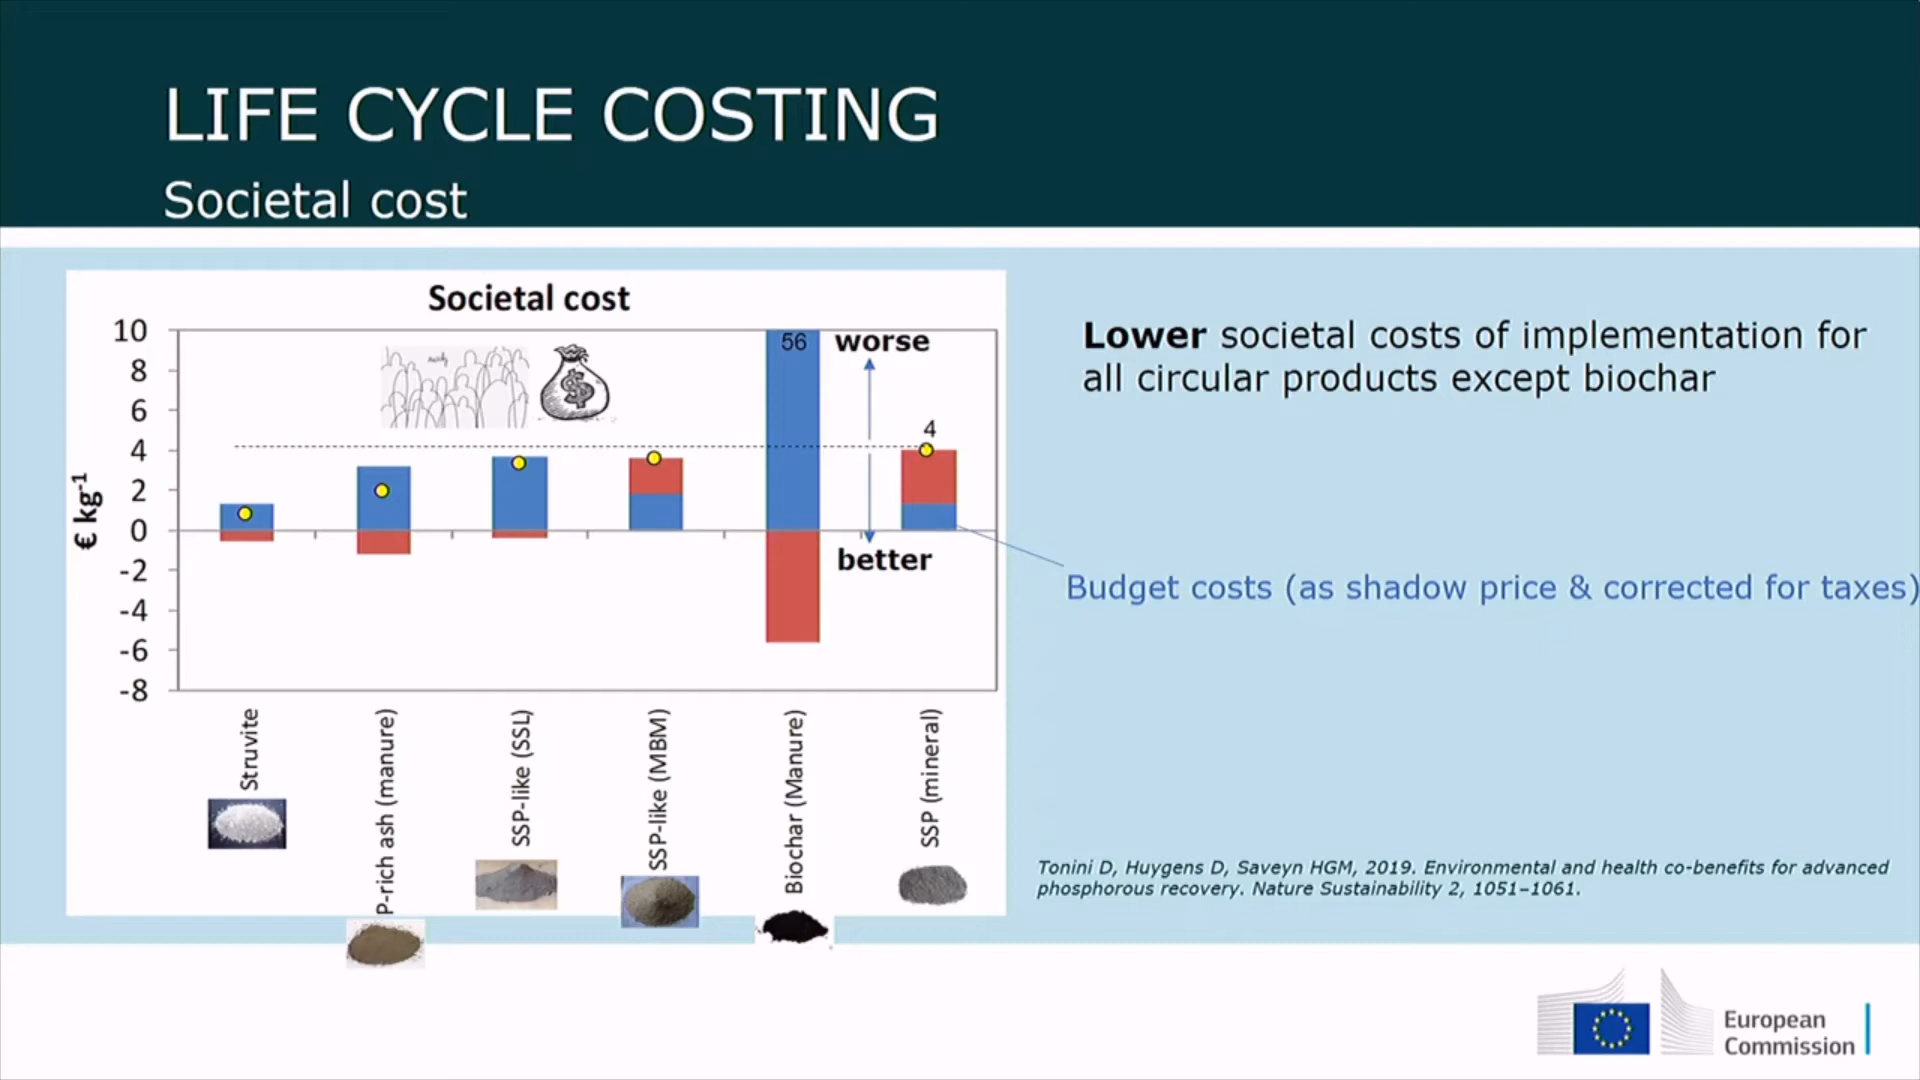 LIFE CYCLE COSTING
Societal cost
Societal cost
10
8
6
4
2
0
-2
-4
-6
-8
€ kg-1
56
worse
4
better
Struvite
P-rich ash (manure)
SSP-like (SSL)
SSP-like (MBM)
Biochar (Manure)
SSP (mineral)
Lower societal costs of implementation for
all circular products except biochar
Budget costs (as shadow price & corrected for taxes)
Tonini D, Huygens D, Saveyn HGM, 2019. Environmental and health co-benefits for advanced
phosphorous recovery. Nature Sustainability 2, 1051–1061.
European
Commission